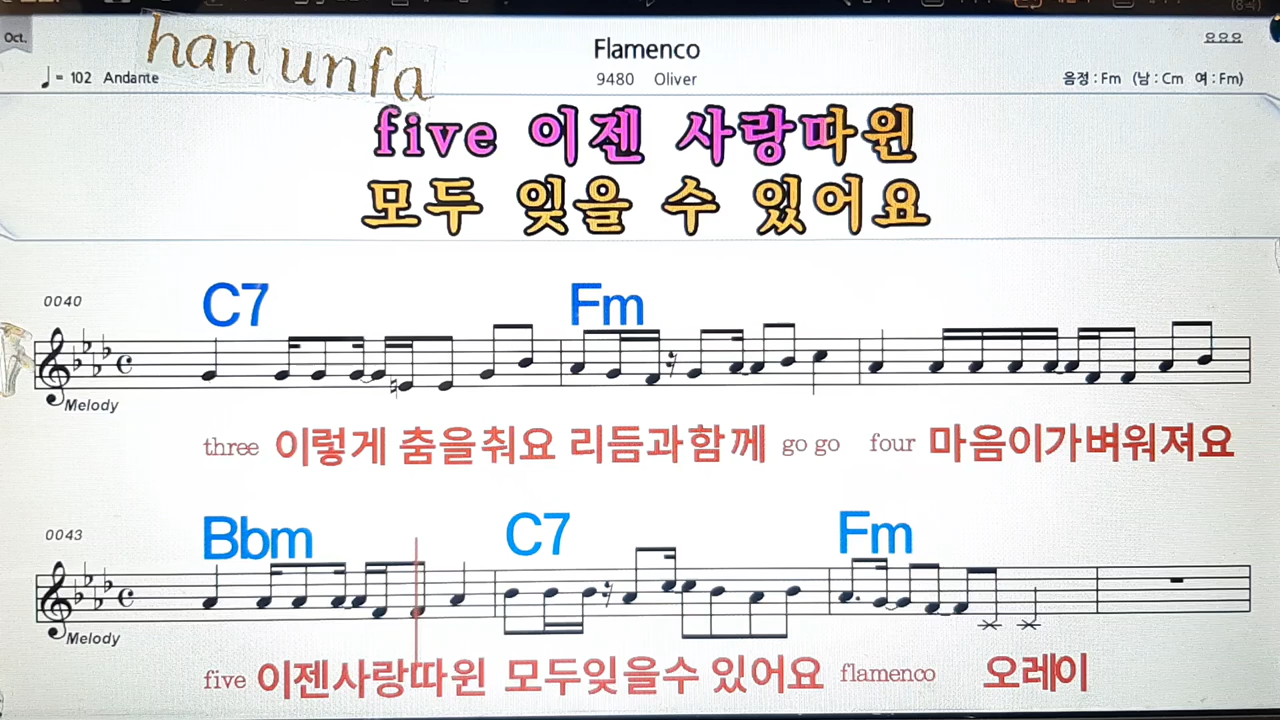 Oct.
han unfa
Flamenco
요요요
♩= 102 Andante
9480 Oliver
음정 : Fm (남 : Cm 여 : Fm)
five 이젠 사랑따윈
모두 잊을 수 있어요
0040
C7 Fm
Melody
three 이렇게 춤을춰요 리듬과함께 go go four 마음이가벼워져요
0043
Bbm C7 Fm
Melody
five 이젠사랑따윈 모두잊을수 있어요 flamenco 오레이